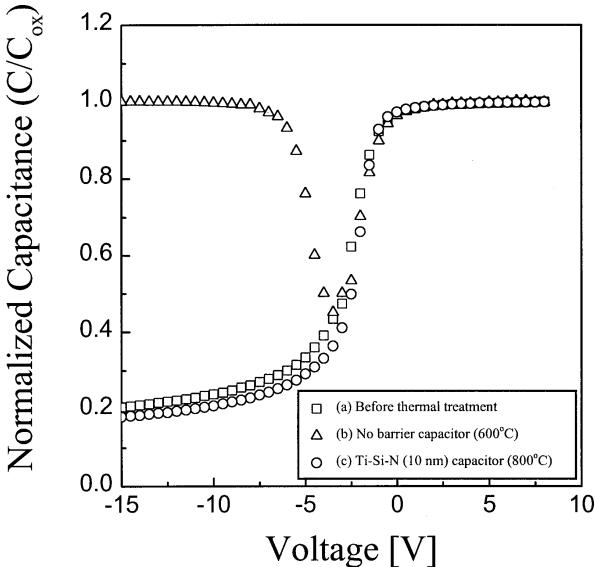 Normalized Capacitance (C/Cox)
1.2
1.0
0.8
0.6
0.4
0.2
0.0
(a) Before thermal treatment
(b) No barrier capacitor (600°C)
(c) Ti-Si-N (10 nm) capacitor (800°C)
-15 -10 -5 0 5 10
Voltage [V]